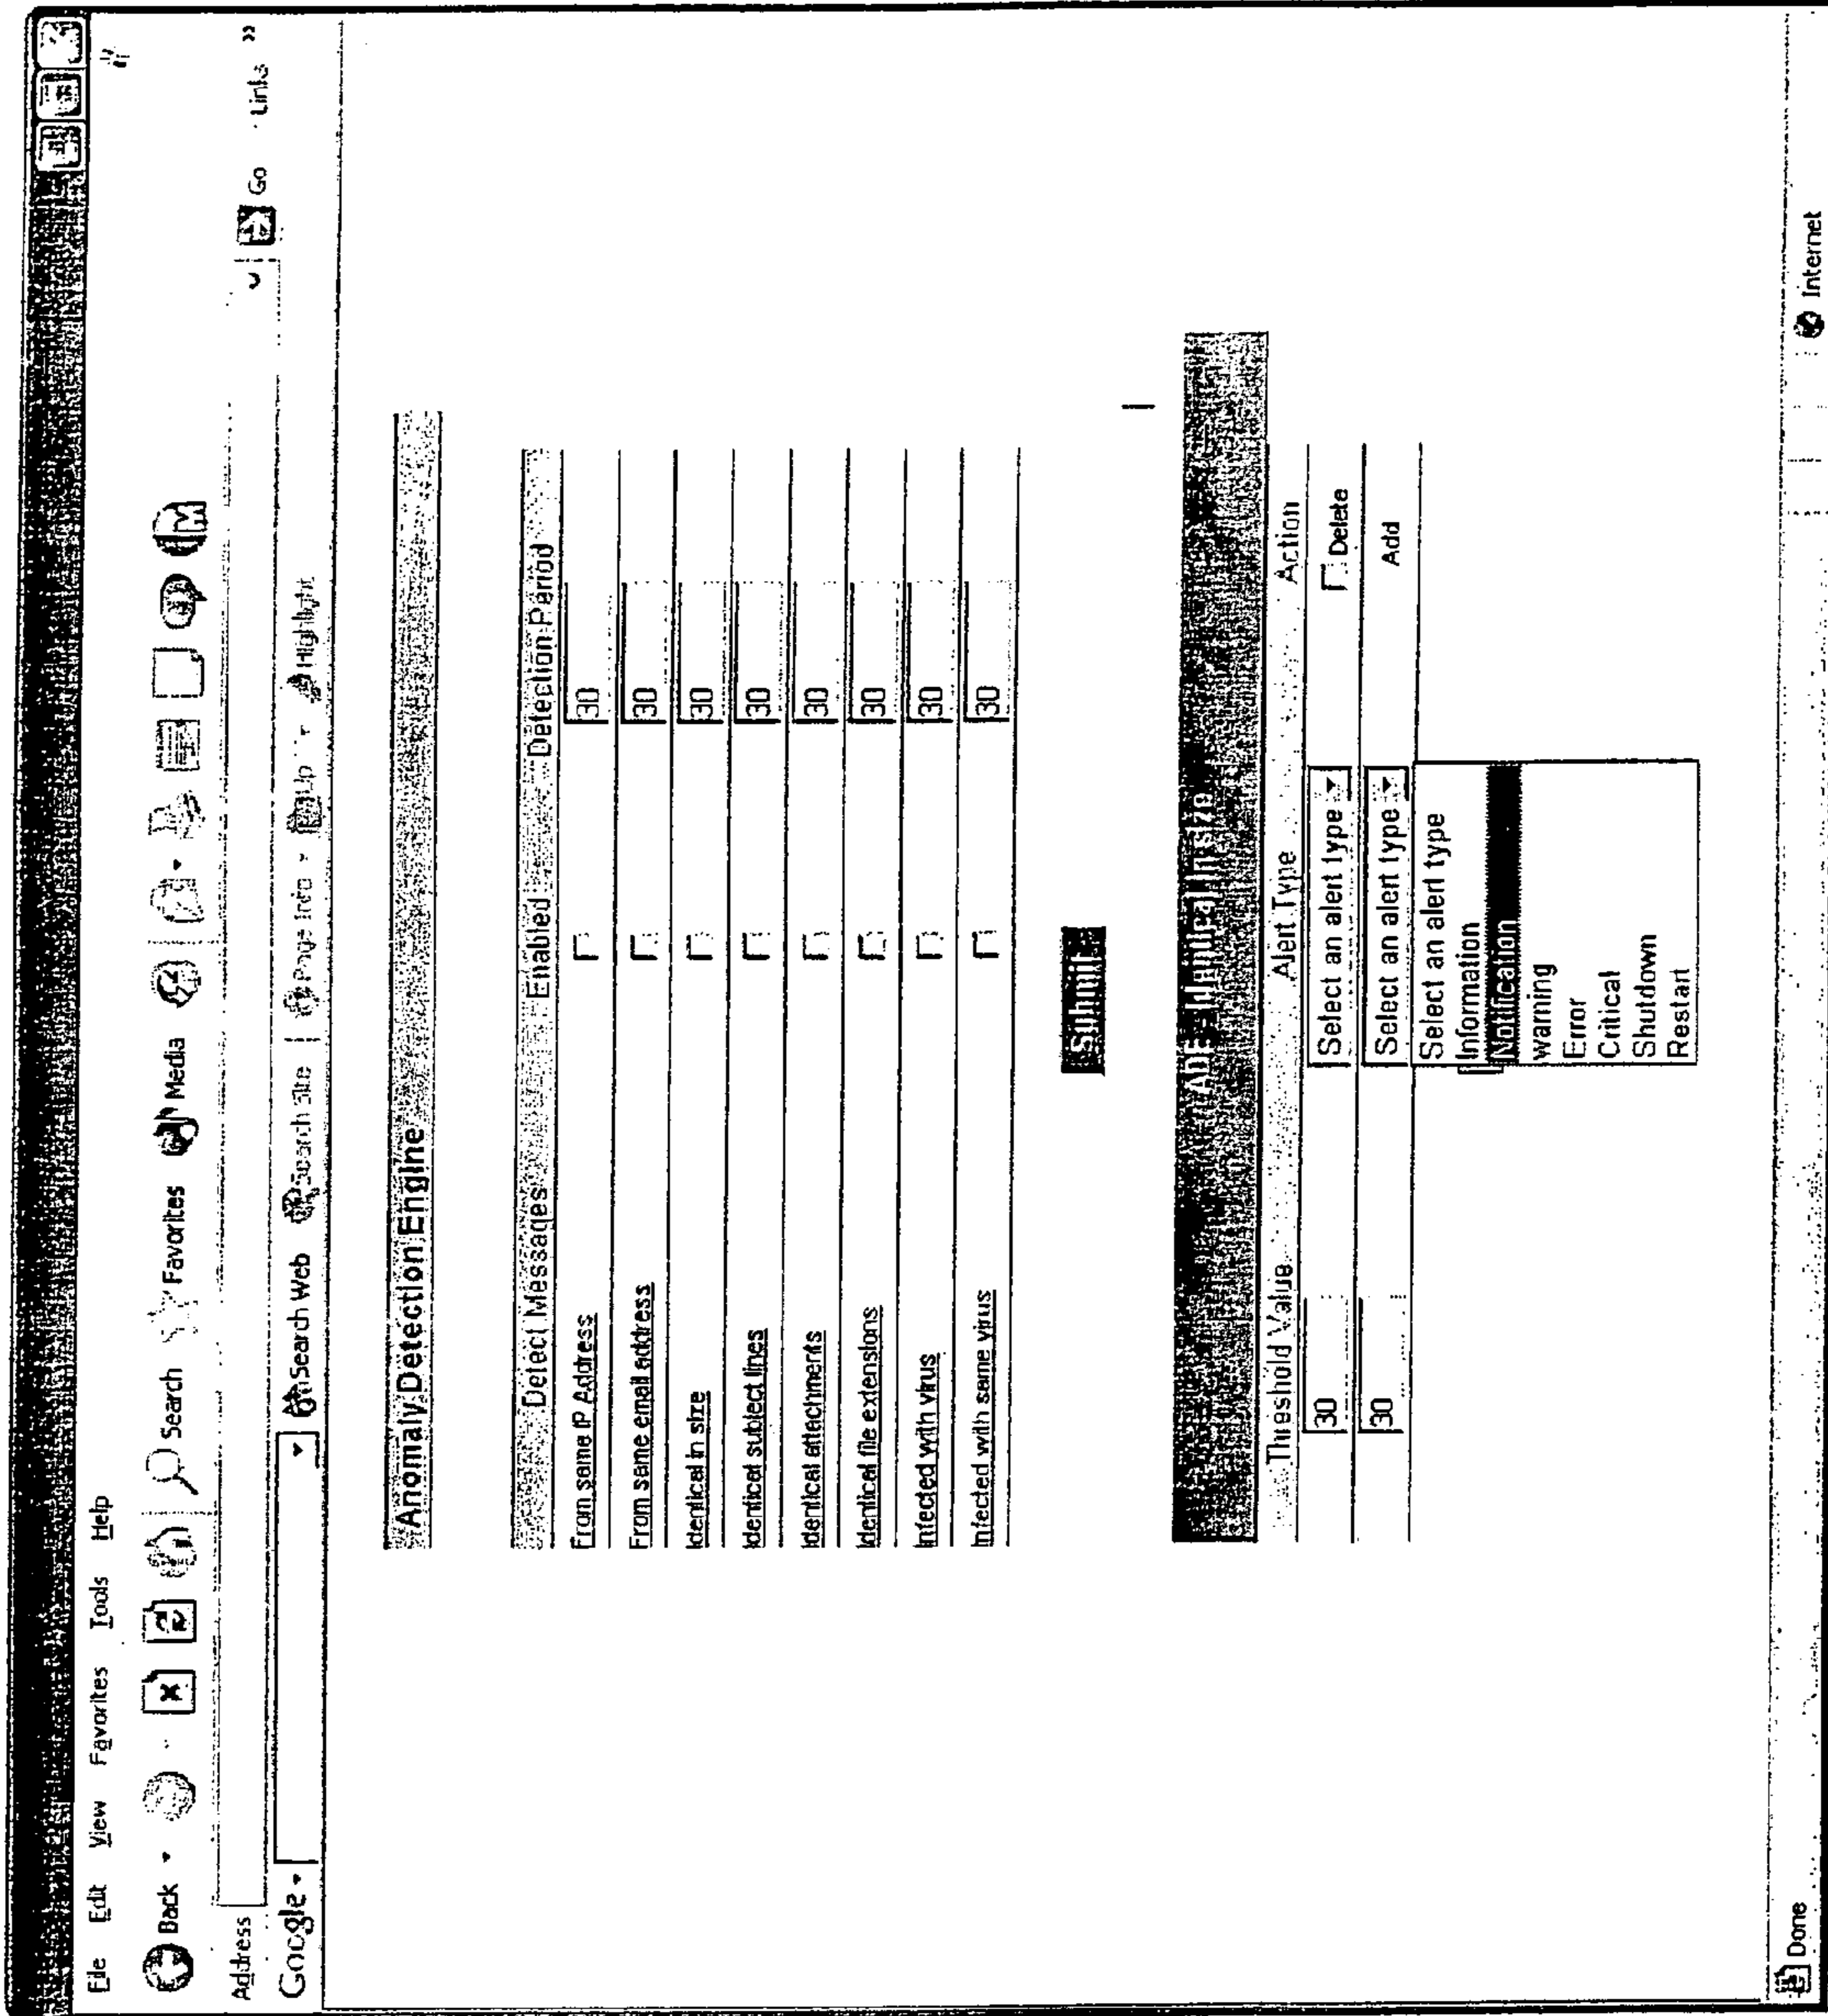 File Edit View Favorites Tools Help
Back Search Favorites Media
Address Go Links »
Google Search Web Search Site Page Info Up Highlight
Anomaly Detection Engine
Detect Messages Enabled Detection Period
From same IP Address 30
From same email address 30
Identical in size 30
Identical subject lines 30
Identical attachments 30
Identical file extensions 30
Infected with virus 30
Infected with same virus 30
Submit
ADE - Identical in size
Threshold Value Alert Type Action
30 Select an alert type Delete
30 Select an alert type Add
Select an alert type
Information
Notification
warning
Error
Critical
Shutdown
Restart
Done Internet